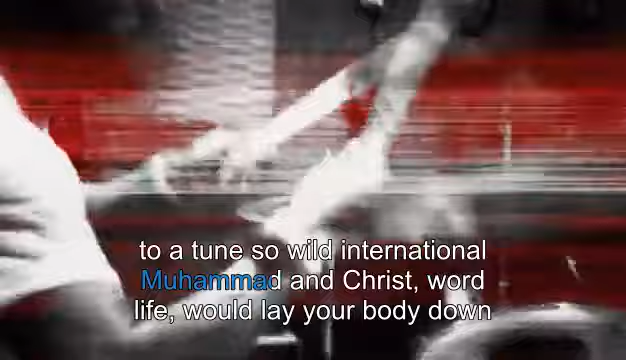 to a tune so wild international
Muhammad and Christ, word
life, would lay your body down